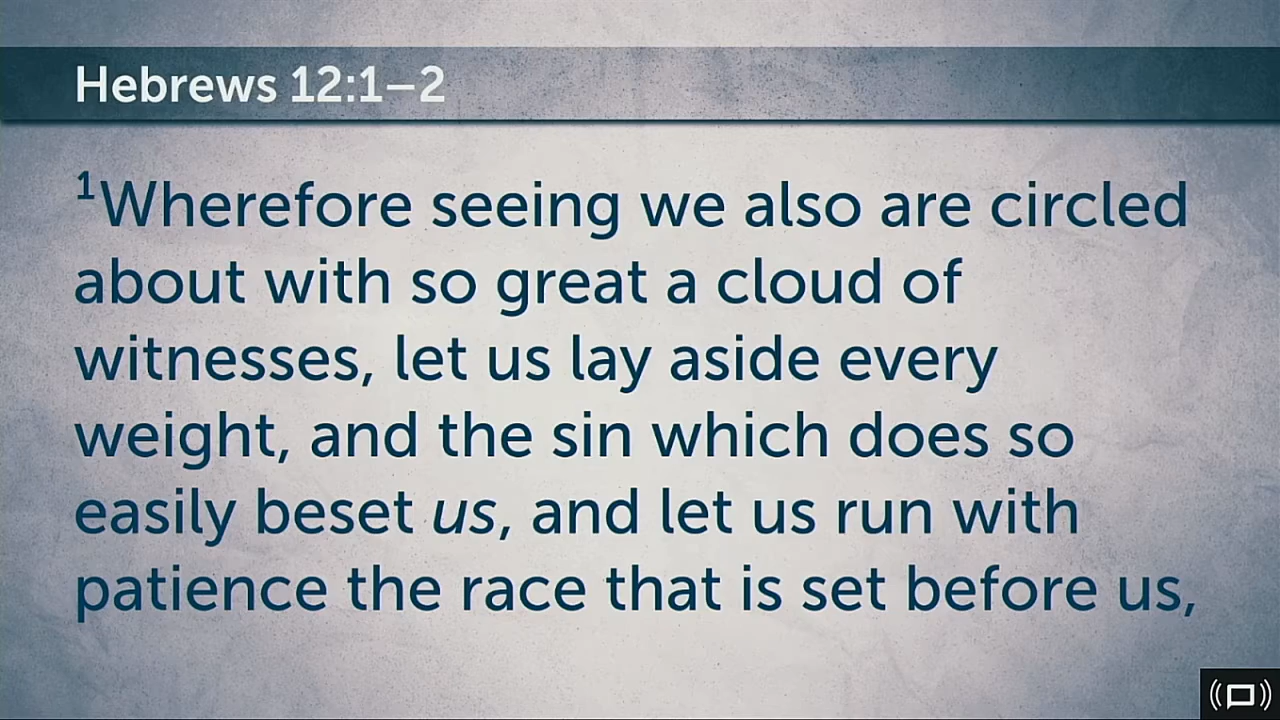 Hebrews 12:1–2
¹Wherefore seeing we also are circled
about with so great a cloud of
witnesses, let us lay aside every
weight, and the sin which does so
easily beset us, and let us run with
patience the race that is set before us,